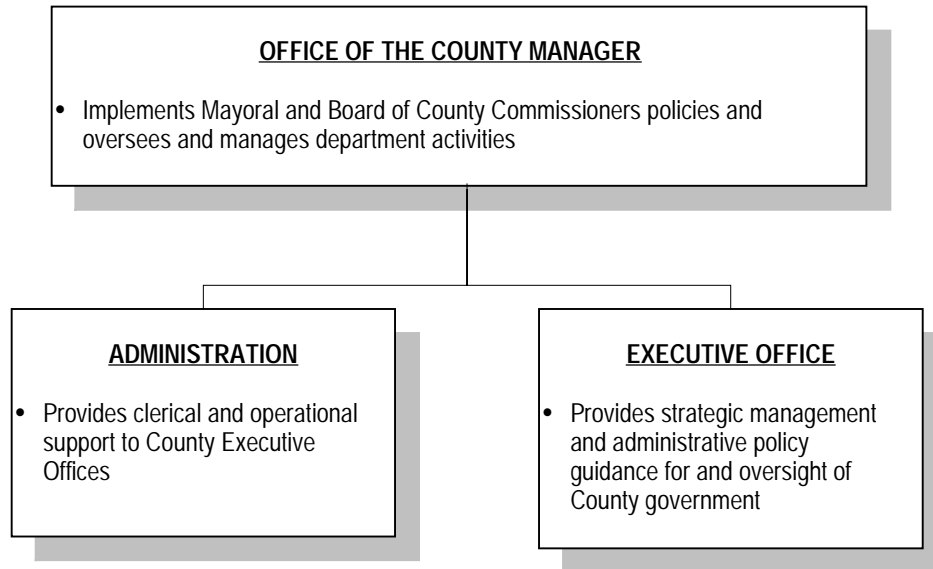 OFFICE OF THE COUNTY MANAGER
• Implements Mayoral and Board of County Commissioners policies and
oversees and manages department activities
ADMINISTRATION
• Provides clerical and operational
support to County Executive
Offices
EXECUTIVE OFFICE
• Provides strategic management
and administrative policy
guidance for and oversight of
County government